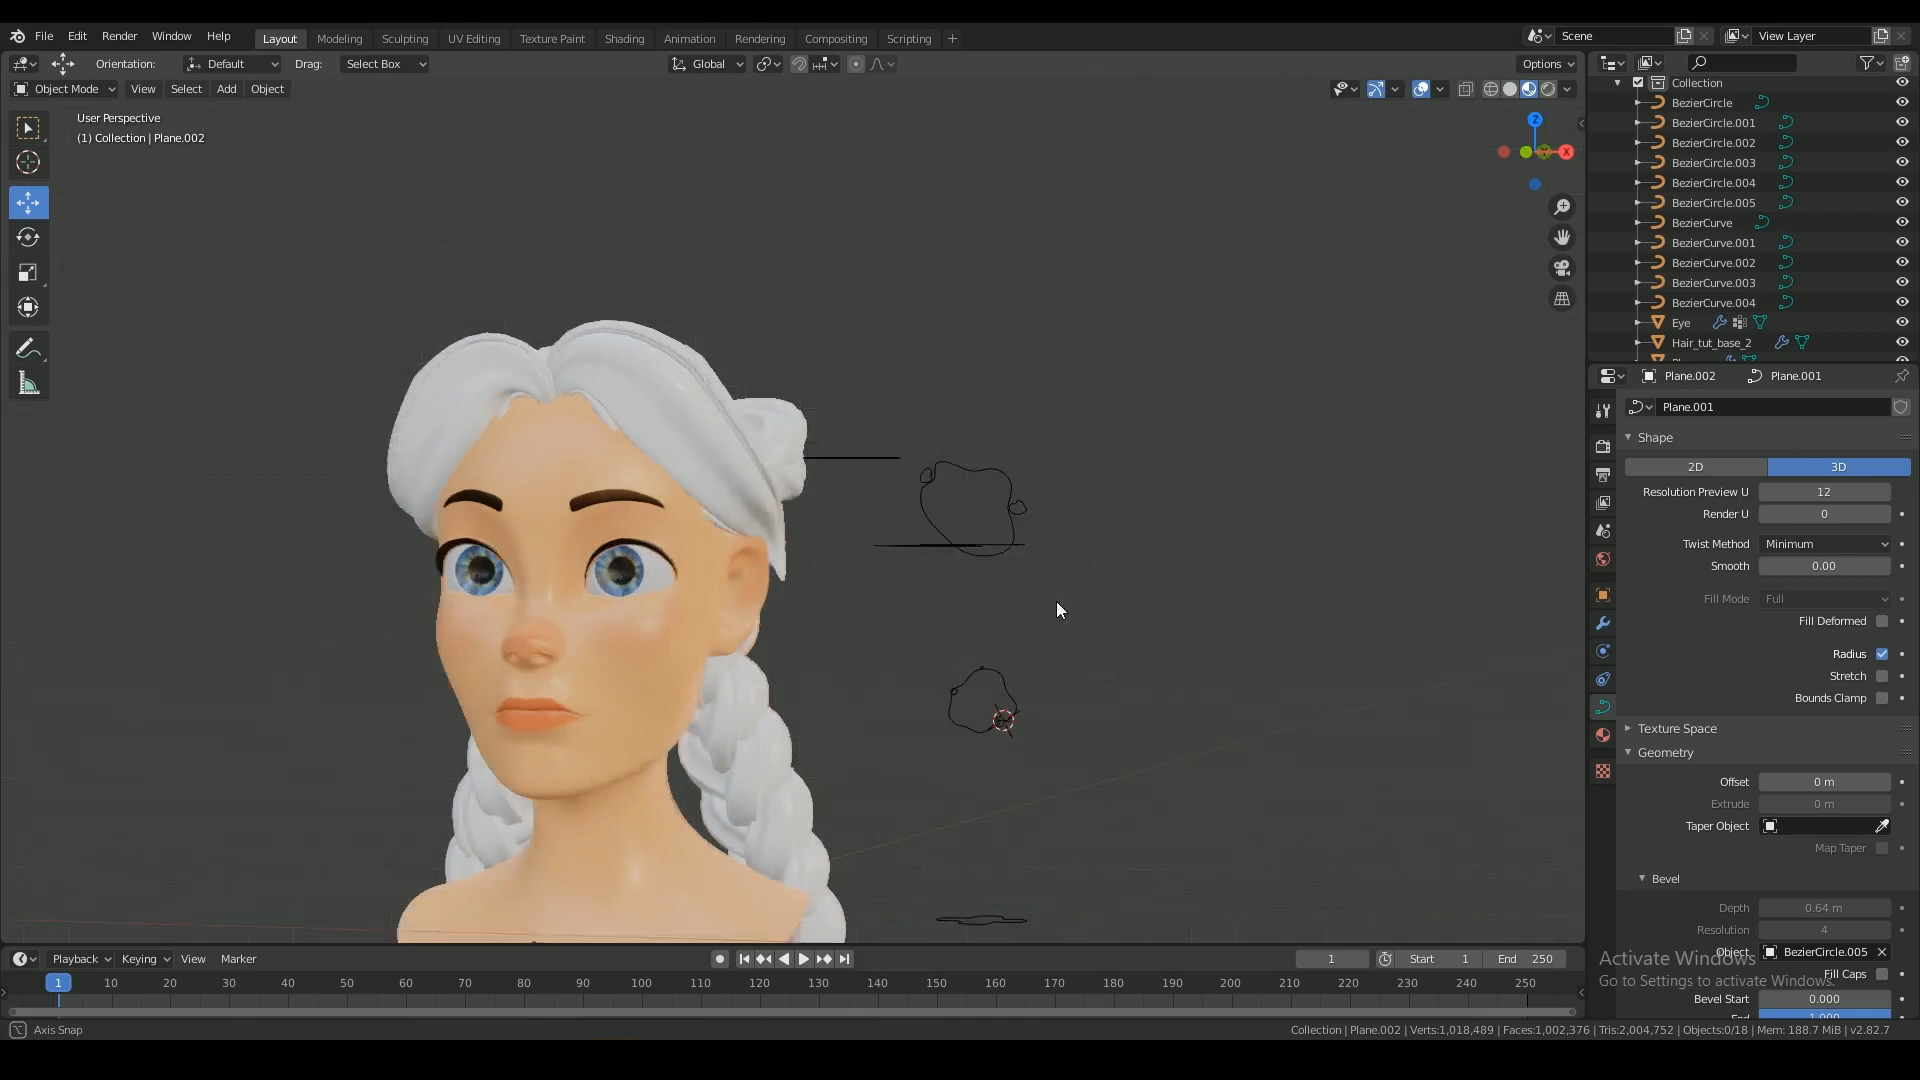 File Edit Render Window Help Layout Modeling Sculpting UV Editing Texture Paint Shading Animation Rendering Compositing Scripting + Scene View Layer
Orientation: Default Drag: Select Box Global Options
Object Mode View Select Add Object
User Perspective
(1) Collection | Plane.002
Z
Y
X
Collection
BezierCircle
BezierCircle.001
BezierCircle.002
BezierCircle.003
BezierCircle.004
BezierCircle.005
BezierCurve
BezierCurve.001
BezierCurve.002
BezierCurve.003
BezierCurve.004
Eye
Hair_tut_base_2
Plane.002 Plane.001
Plane.001
Shape
2D 3D
Resolution Preview U 12
Render U 0
Twist Method Minimum
Smooth 0.00
Fill Mode Full
Fill Deformed
Radius
Stretch
Bounds Clamp
Texture Space
Geometry
Offset 0 m
Extrude 0 m
Taper Object
Map Taper
Bevel
Depth 0.64 m
Resolution 4
Object BezierCircle.005
Fill Caps
Bevel Start 0.000
End 1.000
Activate Windows
Go to Settings to activate Windows.
Playback Keying View Marker 1 Start 1 End 250
1 10 20 30 40 50 60 70 80 90 100 110 120 130 140 150 160 170 180 190 200 210 220 230 240 250
Axis Snap Collection | Plane.002 | Verts:1,018,489 | Faces:1,002,376 | Tris:2,004,752 | Objects:0/18 | Mem: 188.7 MiB | v2.82.7